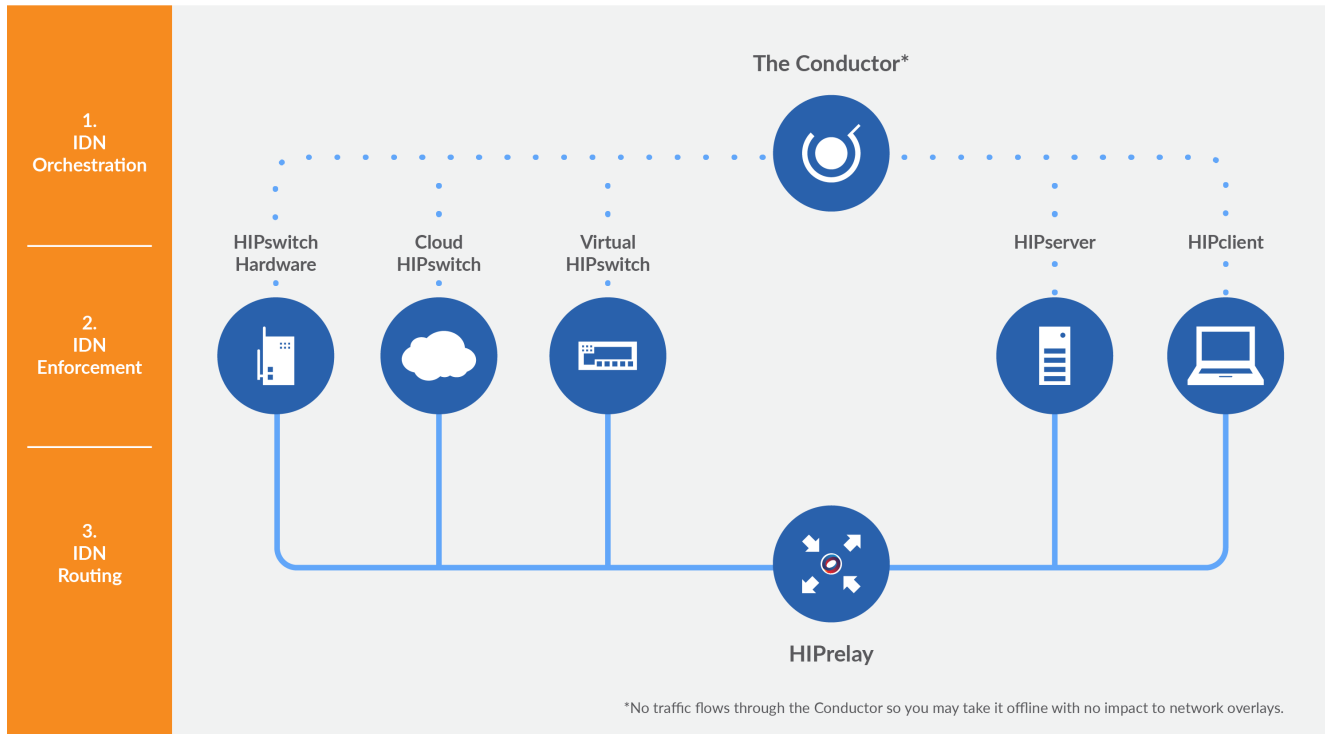 1.
IDN
Orchestration
2.
IDN
Enforcement
3.
IDN
Routing
The Conductor*
HIPswitch
Hardware
Cloud
HIPswitch
Virtual
HIPswitch
HIPserver
HIPclient
HIPrelay
*No traffic flows through the Conductor so you may take it offline with no impact to network overlays.